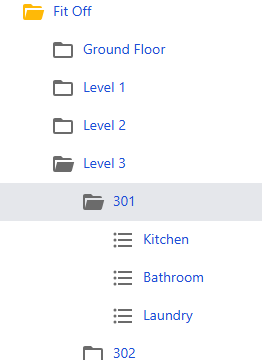 Fit Off
Ground Floor
Level 1
Level 2
Level 3
301
Kitchen
Bathroom
Laundry
302